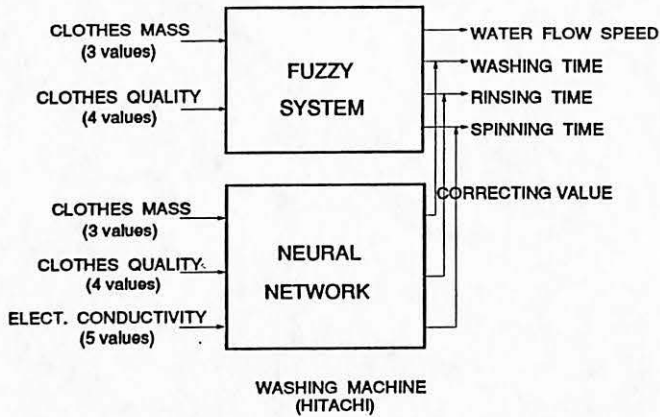 CLOTHES MASS
(3 values)
CLOTHES QUALITY
(4 values)
FUZZY
SYSTEM
WATER FLOW SPEED
WASHING TIME
RINSING TIME
SPINNING TIME
CORRECTING VALUE
CLOTHES MASS
(3 values)
CLOTHES QUALITY
(4 values)
ELECT. CONDUCTIVITY
(5 values)
NEURAL
NETWORK
WASHING MACHINE
(HITACHI)